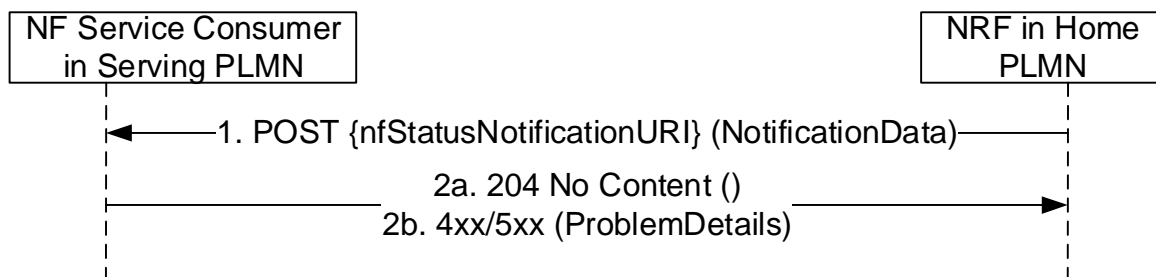 NF Service Consumer
in Serving PLMN
NRF in Home
PLMN
1. POST {nfStatusNotificationURI} (NotificationData)
2a. 204 No Content ()
2b. 4xx/5xx (ProblemDetails)